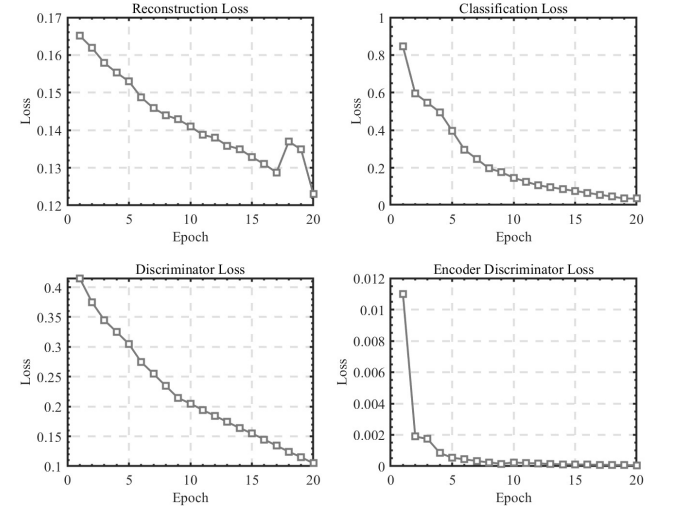 Reconstruction Loss
0.17
0.16
0.15
0.14
0.13
0.12
Loss
0 5 10 15 20
Epoch
Classification Loss
1
0.8
0.6
0.4
0.2
0
Loss
0 5 10 15 20
Epoch
Discriminator Loss
0.4
0.35
0.3
0.25
0.2
0.15
0.1
Loss
0 5 10 15 20
Epoch
Encoder Discriminator Loss
0.012
0.01
0.008
0.006
0.004
0.002
0
Loss
0 5 10 15 20
Epoch